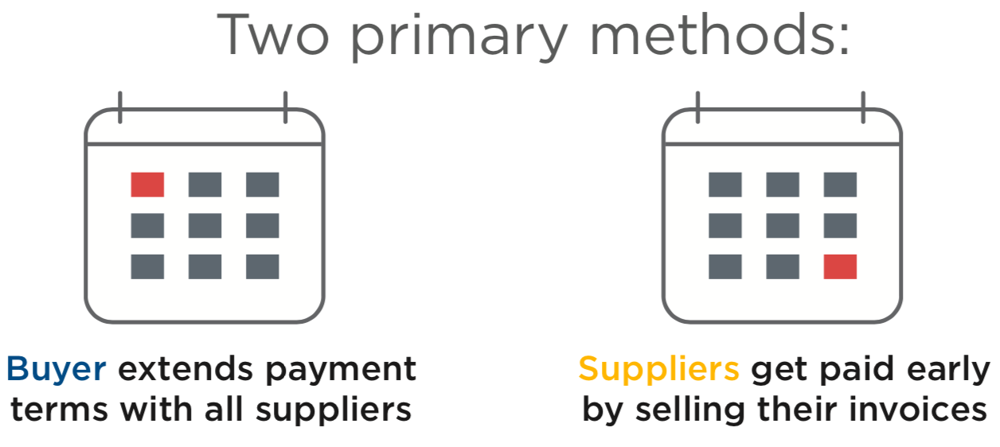 Two primary methods:
Buyer extends payment
terms with all suppliers
Suppliers get paid early
by selling their invoices